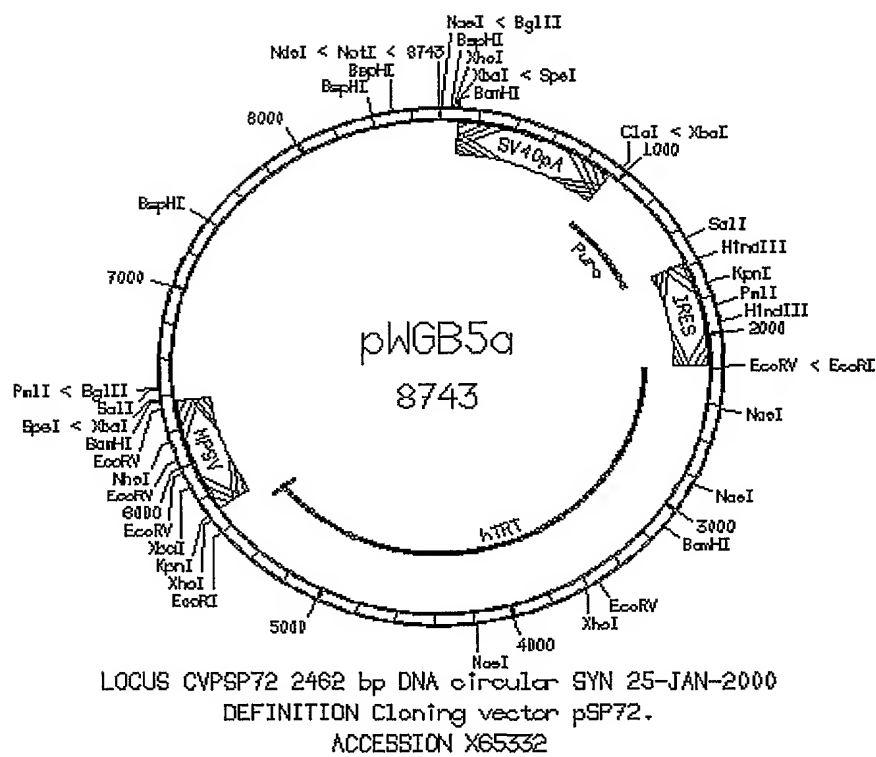 NaeI < BglII
BspHI
XhoI
XbaI < SpeI
BamHI
NdeI < NotI < 8743
BspHI
BspHI
8000
SV40pA
ClaI < XbaI
1000
BspHI
SalI
HindIII
Puro
KpnI
PmlI
HindIII
IRES
2000
7000
pWGB5a
8743
EcoRV < EcoRI
PmlI < BglII
SalI
SpeI < XbaI
BamHI
EcoRV
NheI
EcoRV
6000
EcoRV
XbaI
KpnI
XhoI
EcoRI
MPSV
NaeI
NaeI
3000
BamHI
hTRT
EcoRV
XhoI
5000
4000
NaeI
LOCUS CVPSP72 2462 bp DNA circular SYN 25-JAN-2000
DEFINITION Cloning vector pSP72.
ACCESSION X65332